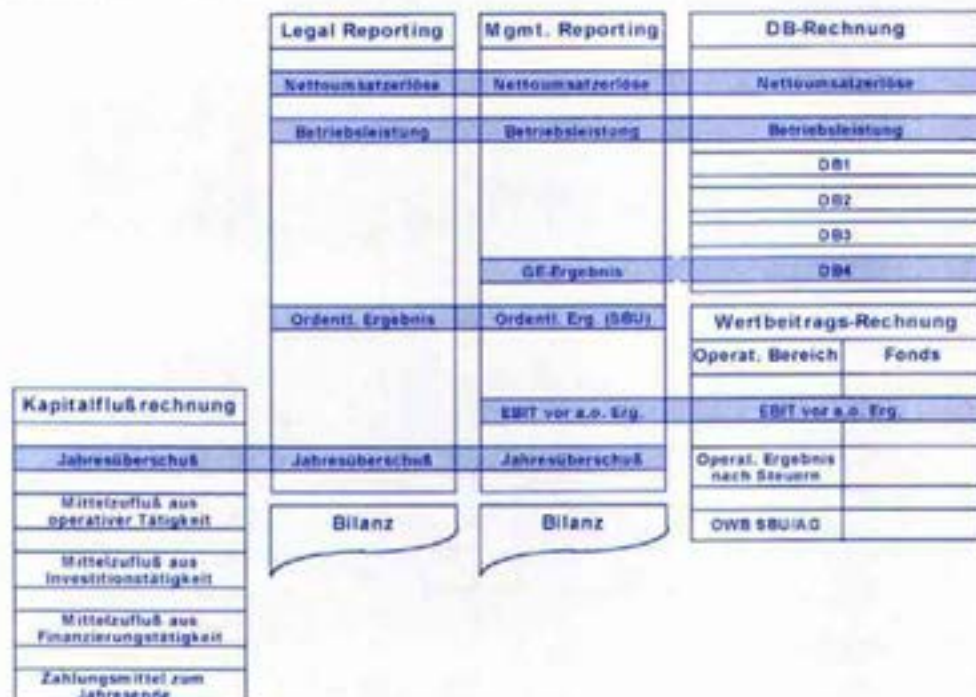 Legal Reporting
Mgmt. Reporting
DB-Rechnung
Nettoumsatzerlöse
Nettoumsatzerlöse
Nettoumsatzerlöse
Betriebsleistung
Betriebsleistung
Betriebsleistung
DB1
DB2
DB3
GE-Ergebnis
DB4
Ordentl. Ergebnis
Ordentl. Erg. (SBU)
Wertbeitrags-Rechnung
Operat. Bereich
Fonds
EBIT vor a.o. Erg.
EBIT vor a.o. Erg.
Kapitalflußrechnung
Jahresüberschuß
Jahresüberschuß
Jahresüberschuß
Operat. Ergebnis
nach Steuern
Mittelzufluß aus
operativer Tätigkeit
Bilanz
Bilanz
OWB SBU/AG
Mittelzufluß aus
Investitionstätigkeit
Mittelzufluß aus
Finanzierungstätigkeit
Zahlungsmittel zum
Jahresende